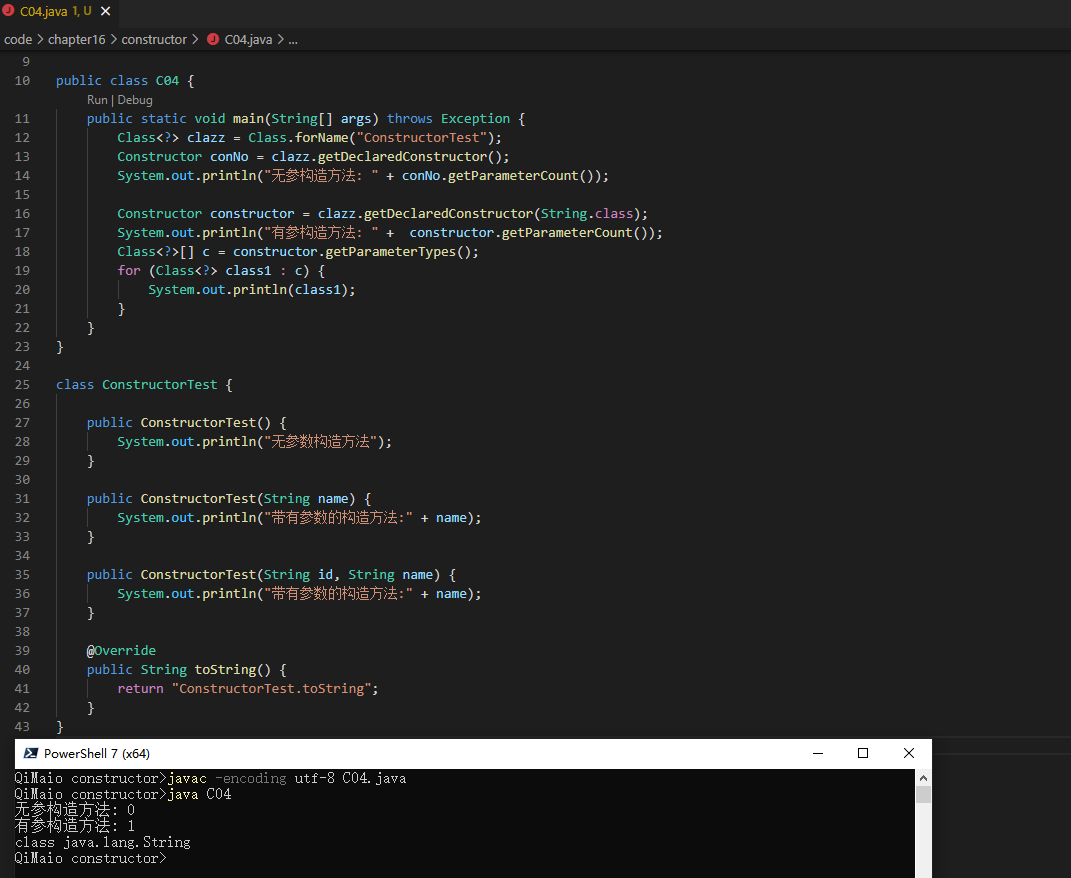 C04.java 1, U
code > chapter16 > constructor > C04.java > ...
9
10 public class C04 {
Run | Debug
11 public static void main(String[] args) throws Exception {
12 Class<?> clazz = Class.forName("ConstructorTest");
13 Constructor conNo = clazz.getDeclaredConstructor();
14 System.out.println("无参构造方法: " + conNo.getParameterCount());
15
16 Constructor constructor = clazz.getDeclaredConstructor(String.class);
17 System.out.println("有参构造方法: " +  constructor.getParameterCount());
18 Class<?>[] c = constructor.getParameterTypes();
19 for (Class<?> class1 : c) {
20 System.out.println(class1);
21 }
22 }
23 }
24
25 class ConstructorTest {
26
27 public ConstructorTest() {
28 System.out.println("无参数构造方法");
29 }
30
31 public ConstructorTest(String name) {
32 System.out.println("带有参数的构造方法:" + name);
33 }
34
35 public ConstructorTest(String id, String name) {
36 System.out.println("带有参数的构造方法:" + name);
37 }
38
39 @Override
40 public String toString() {
41 return "ConstructorTest.toString";
42 }
43 }
PowerShell 7 (x64)
QiMaio constructor>javac -encoding utf-8 C04.java
QiMaio constructor>java C04
无参构造方法: 0
有参构造方法: 1
class java.lang.String
QiMaio constructor>